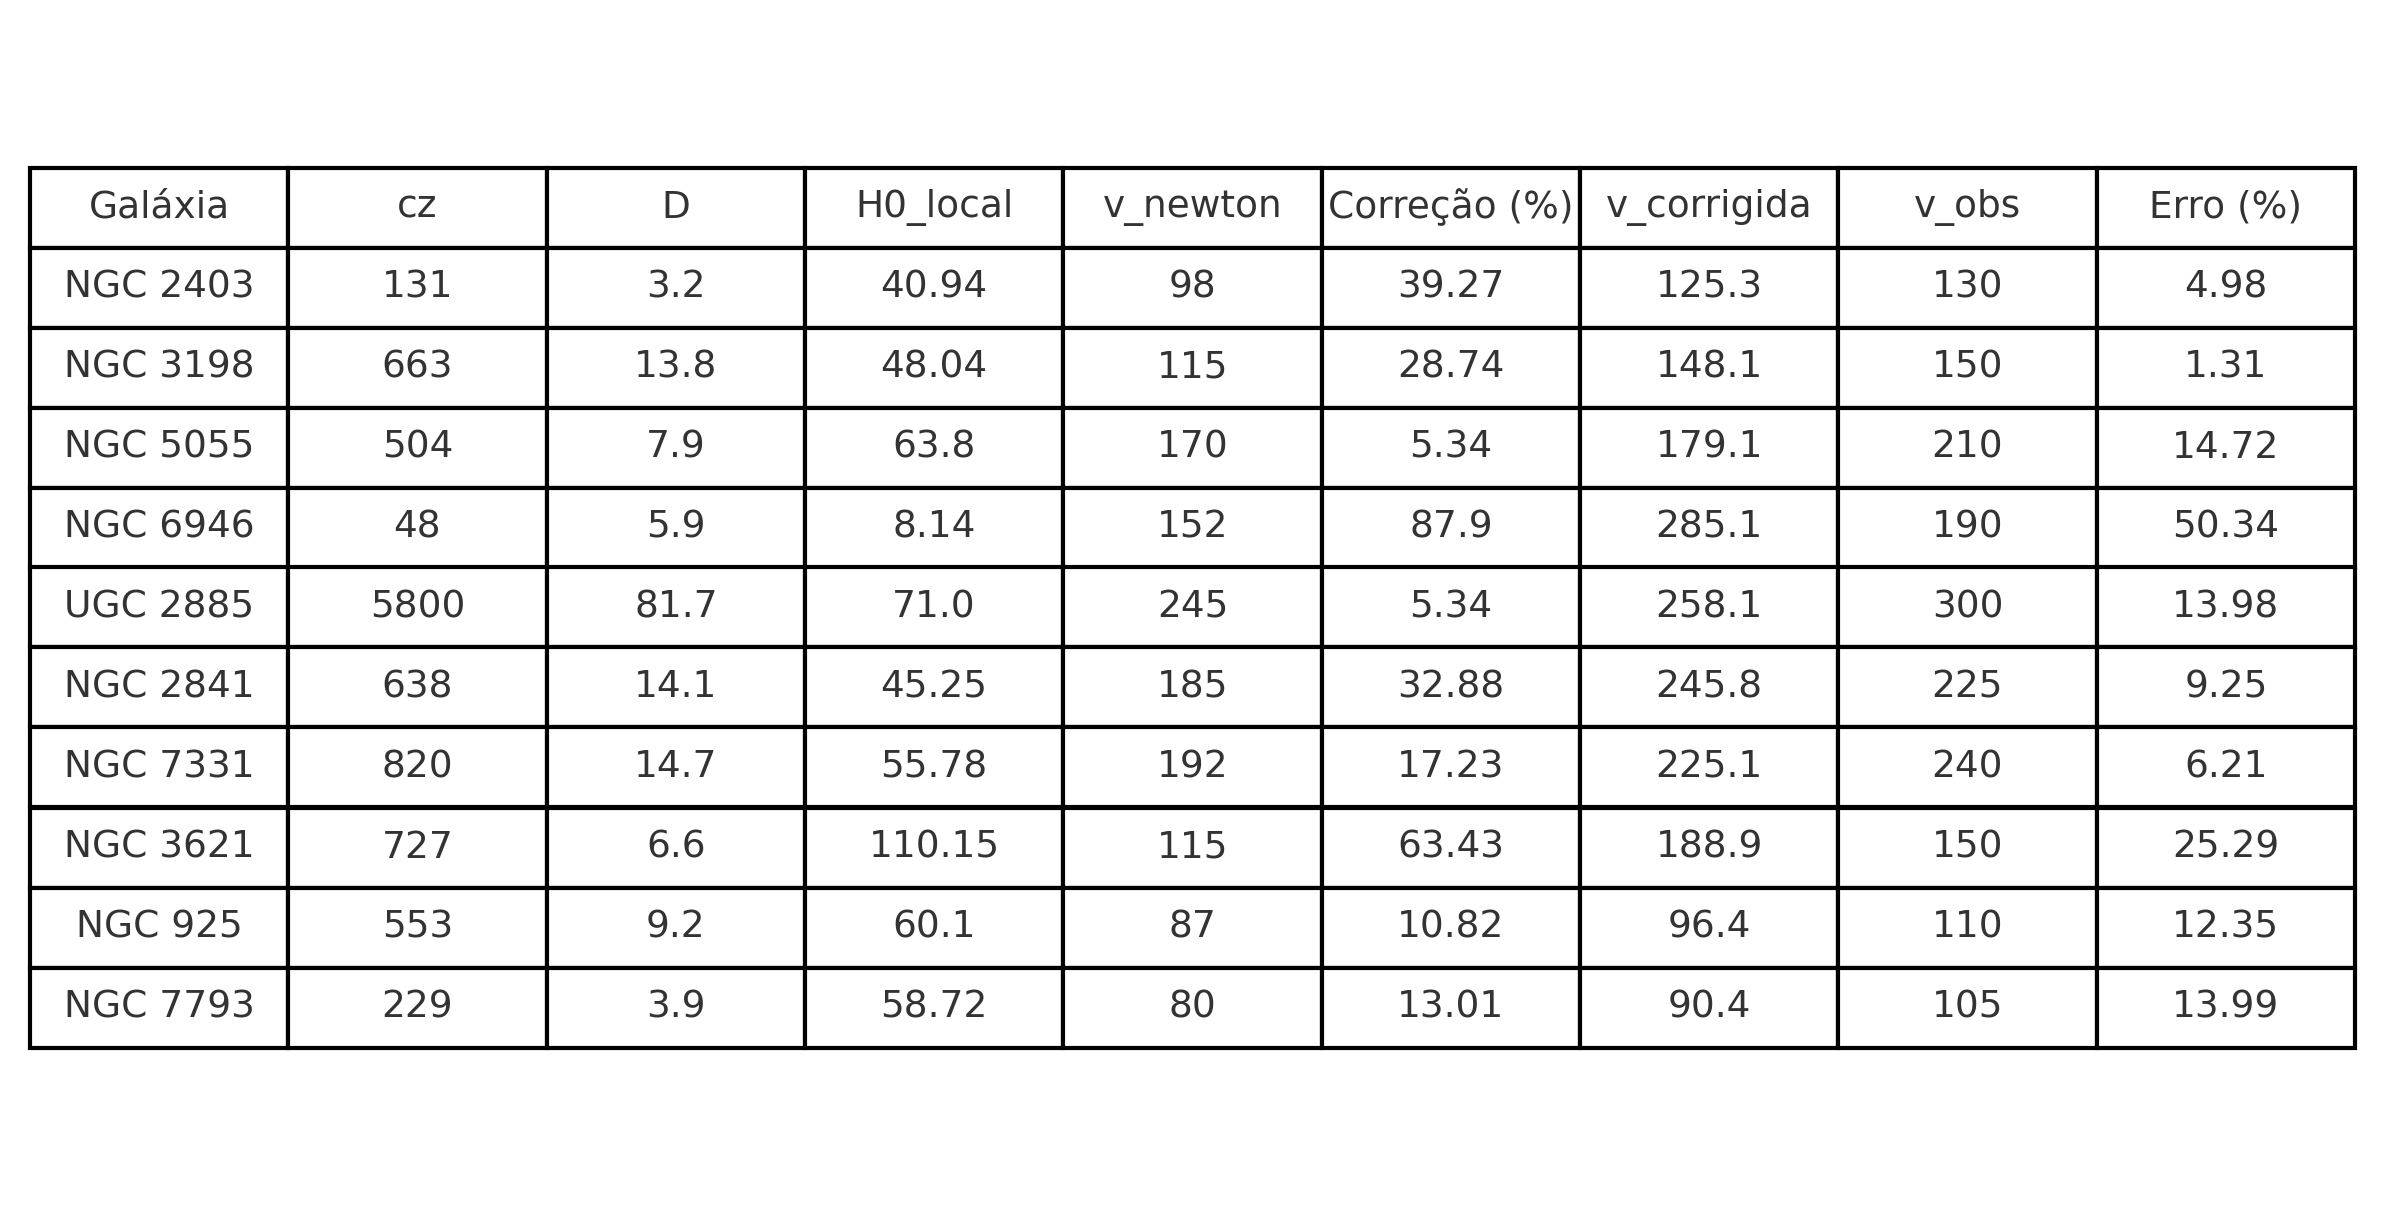 Galáxia cz D H0_local v_newton Correção (%) v_corrigida v_obs Erro (%)
NGC 2403 131 3.2 40.94 98 39.27 125.3 130 4.98
NGC 3198 663 13.8 48.04 115 28.74 148.1 150 1.31
NGC 5055 504 7.9 63.8 170 5.34 179.1 210 14.72
NGC 6946 48 5.9 8.14 152 87.9 285.1 190 50.34
UGC 2885 5800 81.7 71.0 245 5.34 258.1 300 13.98
NGC 2841 638 14.1 45.25 185 32.88 245.8 225 9.25
NGC 7331 820 14.7 55.78 192 17.23 225.1 240 6.21
NGC 3621 727 6.6 110.15 115 63.43 188.9 150 25.29
NGC 925 553 9.2 60.1 87 10.82 96.4 110 12.35
NGC 7793 229 3.9 58.72 80 13.01 90.4 105 13.99